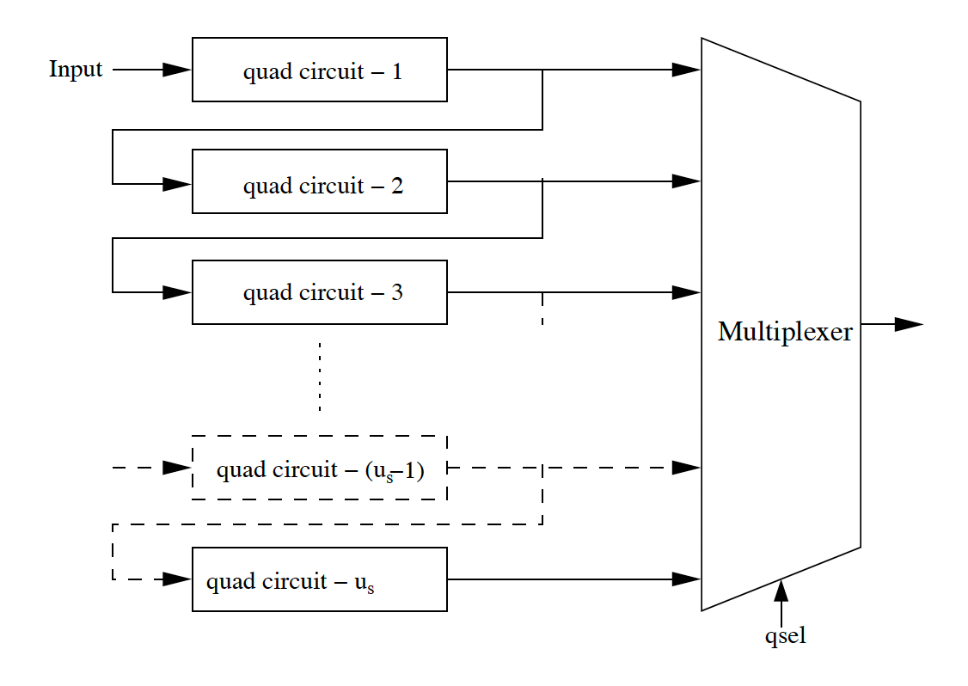 Input
quad circuit – 1
quad circuit – 2
quad circuit – 3
Multiplexer
quad circuit – (uₛ–1)
quad circuit – uₛ
qsel